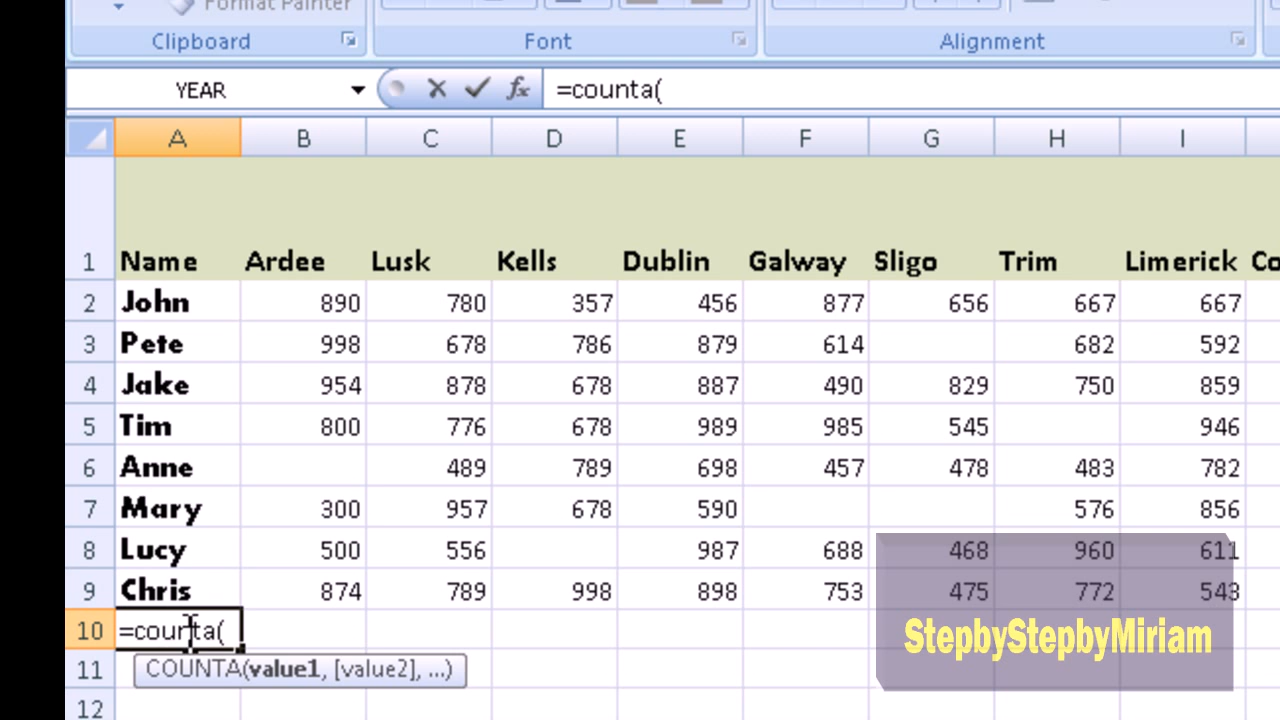 Format Painter
Clipboard Font Alignment
YEAR fx =counta(
A B C D E F G H I
1 Name Ardee Lusk Kells Dublin Galway Sligo Trim Limerick Co
2 John 890 780 357 456 877 656 667 667
3 Pete 998 678 786 879 614 682 592
4 Jake 954 878 678 887 490 829 750 859
5 Tim 800 776 678 989 985 545 946
6 Anne 489 789 698 457 478 483 782
7 Mary 300 957 678 590 576 856
8 Lucy 500 556 987 688 468 960 611
9 Chris 874 789 998 898 753 475 772 543
10 =counta(
StepbyStepbyMiriam
11 COUNTA(value1, [value2], ...)
12